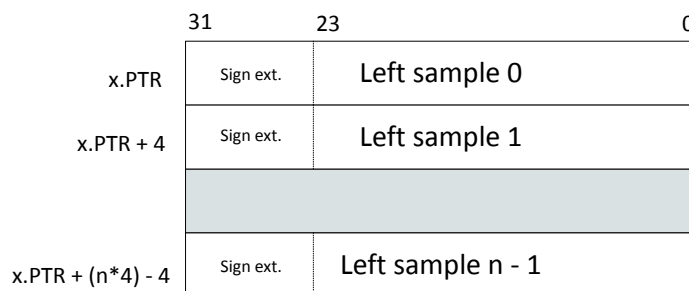 31 23 0
x.PTR Sign ext. Left sample 0
x.PTR + 4 Sign ext. Left sample 1
x.PTR + (n*4) - 4 Sign ext. Left sample n - 1